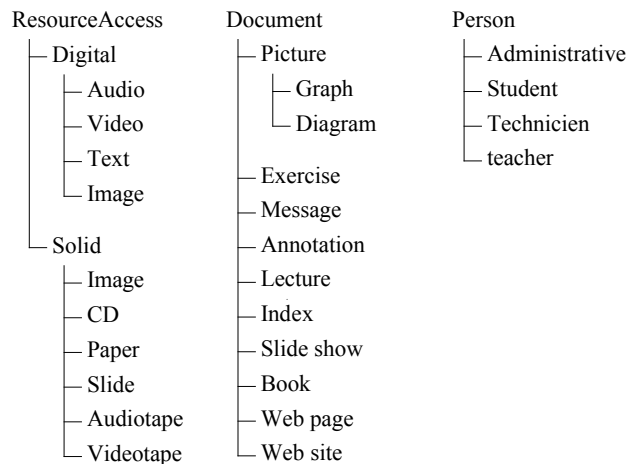 ResourceAccess
Digital
Audio
Video
Text
Image
Solid
Image
CD
Paper
Slide
Audiotape
Videotape
Document
Picture
Graph
Diagram
Exercise
Message
Annotation
Lecture
Index
Slide show
Book
Web page
Web site
Person
Administrative
Student
Technicien
teacher